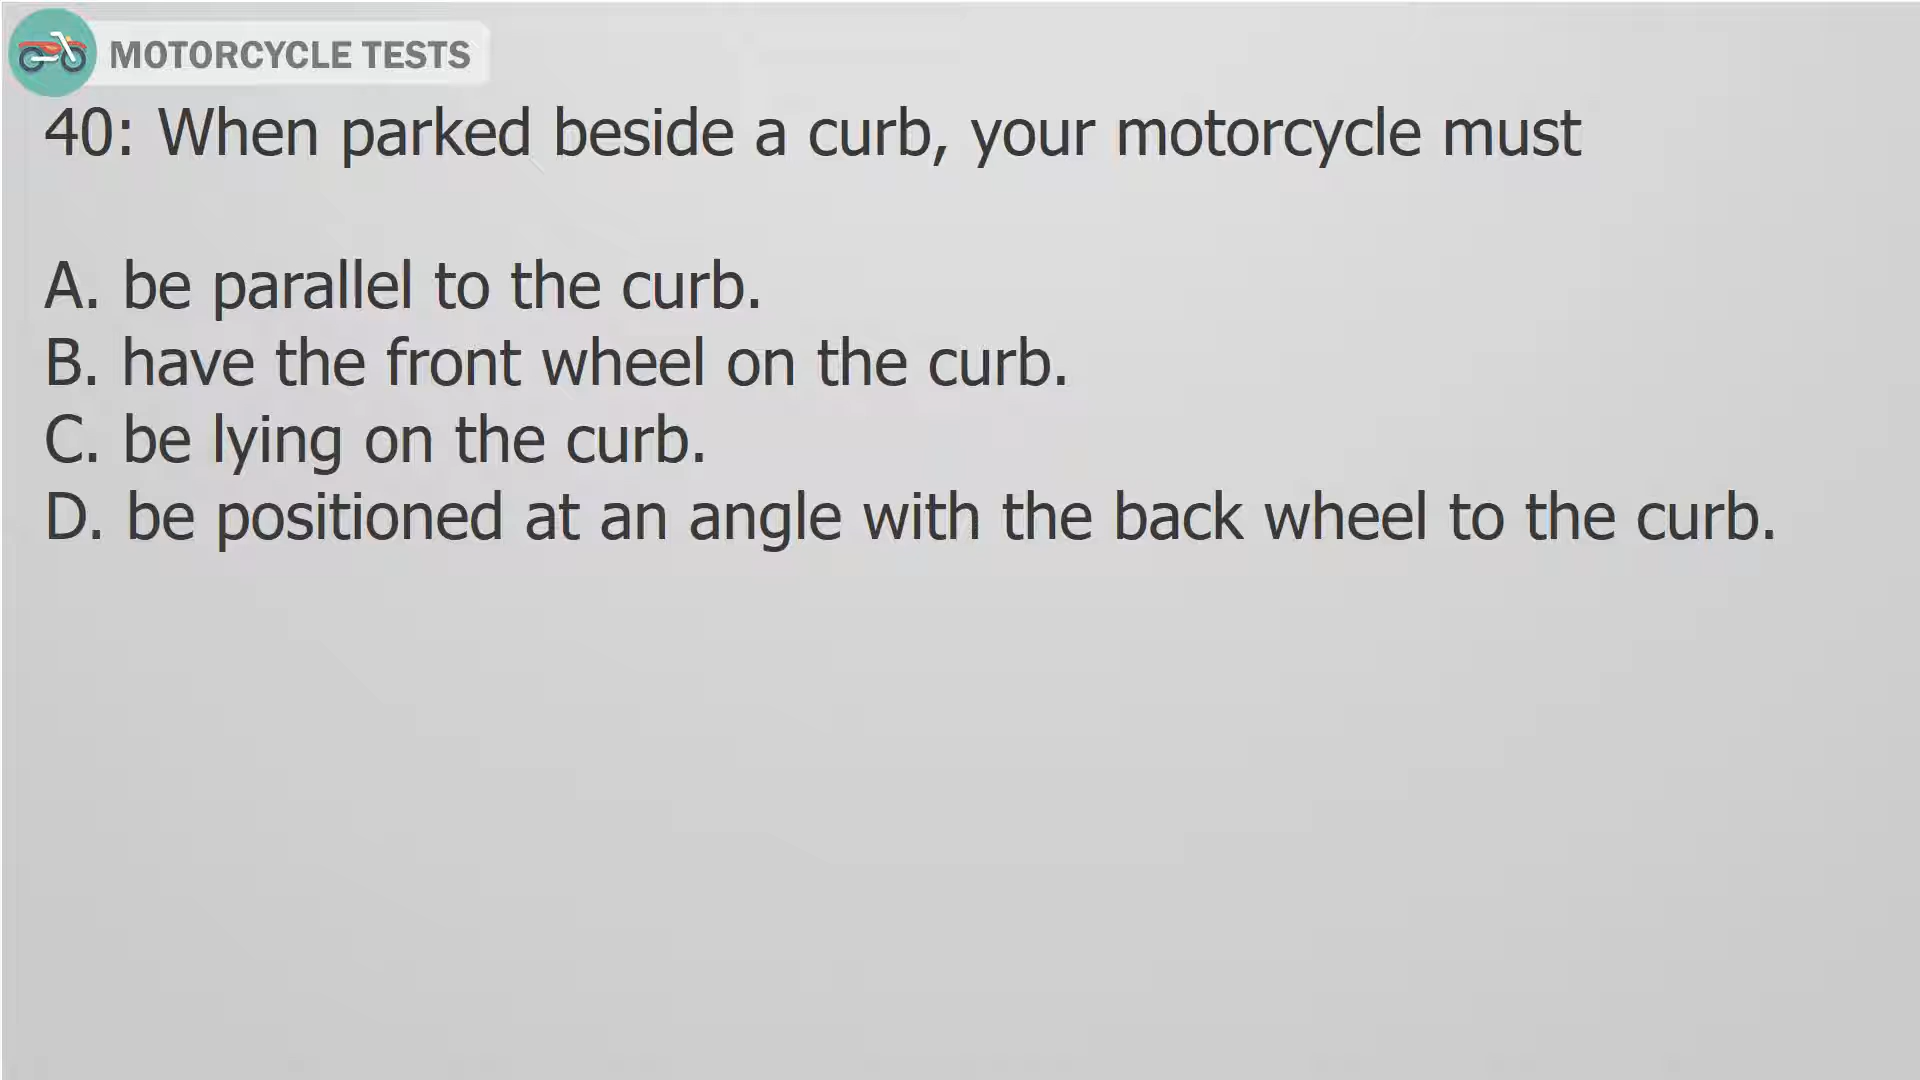 MOTORCYCLE TESTS
40: When parked beside a curb, your motorcycle must
A. be parallel to the curb.
B. have the front wheel on the curb.
C. be lying on the curb.
D. be positioned at an angle with the back wheel to the curb.